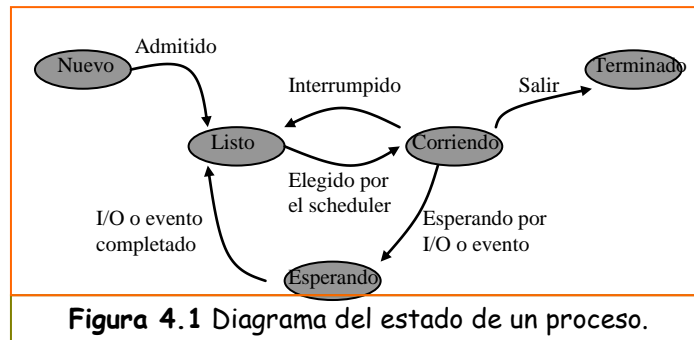 Admitido
Nuevo
Terminado
Interrumpido
Salir
Listo
Corriendo
Elegido por
el scheduler
I/O o evento
completado
Esperando por
I/O o evento
Esperando
Figura 4.1 Diagrama del estado de un proceso.